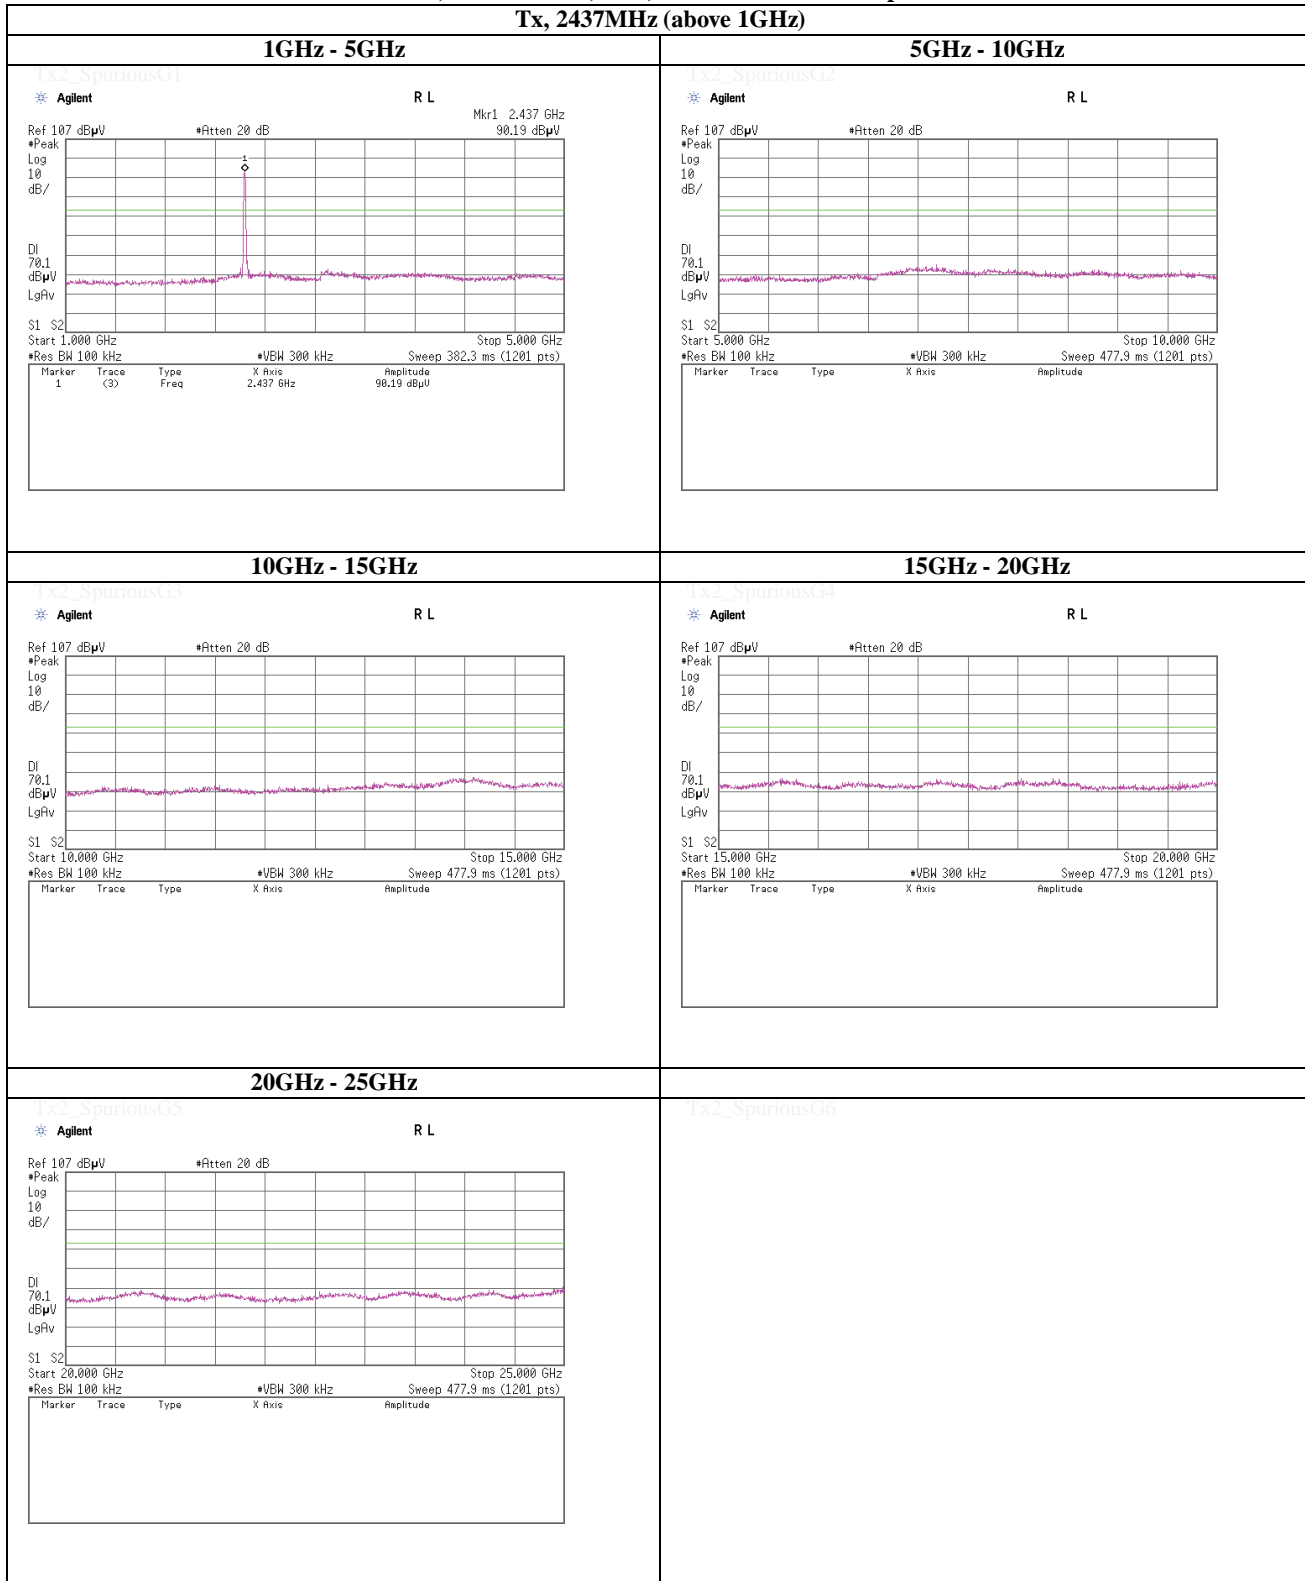 Tx, 2437MHz (above 1GHz)
1GHz - 5GHz
5GHz - 10GHz
Tx2_SpuriousG1
Agilent
R L
Mkr1 2.437 GHz
Ref 107 dBµV
#Atten 20 dB
90.19 dBµV
#Peak
Log
10
dB/
1
DI
70.1
dBµV
LgAv
S1 S2
Start 1.000 GHz
Stop 5.000 GHz
#Res BW 100 kHz
#VBW 300 kHz
Sweep 382.3 ms (1201 pts)
Marker Trace Type X Axis Amplitude
1 (3) Freq 2.437 GHz 90.19 dBµV
Tx2_SpuriousG2
Agilent
R L
Ref 107 dBµV
#Atten 20 dB
#Peak
Log
10
dB/
DI
70.1
dBµV
LgAv
S1 S2
Start 5.000 GHz
Stop 10.000 GHz
#Res BW 100 kHz
#VBW 300 kHz
Sweep 477.9 ms (1201 pts)
Marker Trace Type X Axis Amplitude
10GHz - 15GHz
15GHz - 20GHz
Tx2_SpuriousG3
Agilent
R L
Ref 107 dBµV
#Atten 20 dB
#Peak
Log
10
dB/
DI
70.1
dBµV
LgAv
S1 S2
Start 10.000 GHz
Stop 15.000 GHz
#Res BW 100 kHz
#VBW 300 kHz
Sweep 477.9 ms (1201 pts)
Marker Trace Type X Axis Amplitude
Tx2_SpuriousG4
Agilent
R L
Ref 107 dBµV
#Atten 20 dB
#Peak
Log
10
dB/
DI
70.1
dBµV
LgAv
S1 S2
Start 15.000 GHz
Stop 20.000 GHz
#Res BW 100 kHz
#VBW 300 kHz
Sweep 477.9 ms (1201 pts)
Marker Trace Type X Axis Amplitude
20GHz - 25GHz
Tx2_SpuriousG5
Agilent
R L
Ref 107 dBµV
#Atten 20 dB
#Peak
Log
10
dB/
DI
70.1
dBµV
LgAv
S1 S2
Start 20.000 GHz
Stop 25.000 GHz
#Res BW 100 kHz
#VBW 300 kHz
Sweep 477.9 ms (1201 pts)
Marker Trace Type X Axis Amplitude
Tx2_SpuriousG6